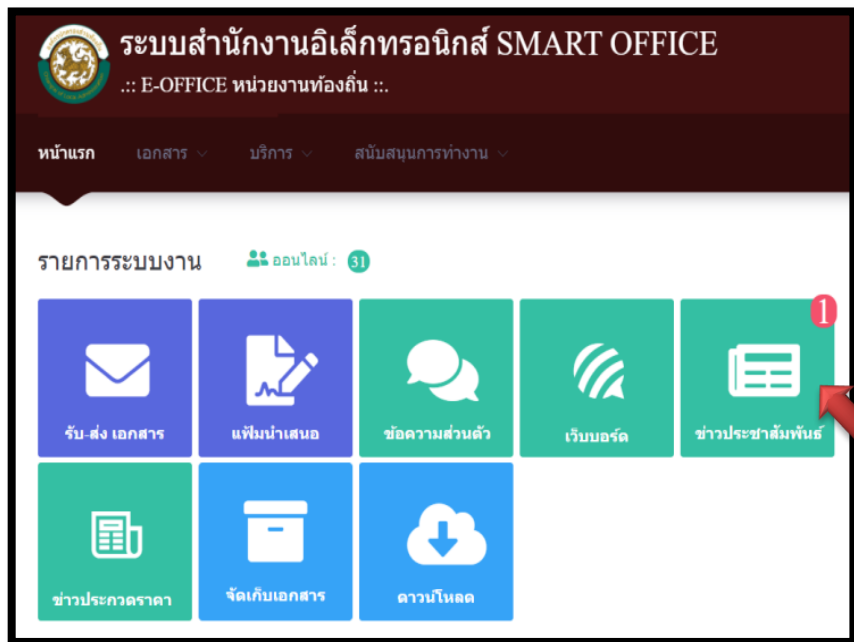 ระบบสำนักงานอิเล็กทรอนิกส์ SMART OFFICE
.:: E-OFFICE หน่วยงานท้องถิ่น ::.
หน้าแรก เอกสาร บริการ สนับสนุนการทำงาน
รายการระบบงาน ออนไลน์ : 31
1
รับ-ส่ง เอกสาร แฟ้มนำเสนอ ข้อความส่วนตัว เว็บบอร์ด ข่าวประชาสัมพันธ์
ข่าวประกวดราคา จัดเก็บเอกสาร ดาวน์โหลด